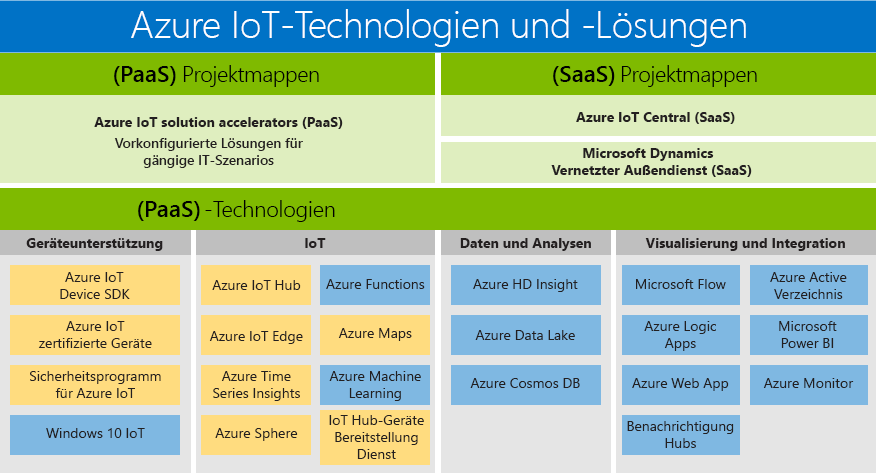 Azure IoT-Technologien und -Lösungen
(PaaS) Projektmappen
(SaaS) Projektmappen
Azure IoT solution accelerators (PaaS)
Vorkonfigurierte Lösungen für
gängige IT-Szenarios
Azure IoT Central (SaaS)
Microsoft Dynamics
Vernetzter Außendienst (SaaS)
(PaaS) -Technologien
Geräteunterstützung
Azure IoT
Device SDK
Azure IoT
zertifizierte Geräte
Sicherheitsprogramm
für Azure IoT
Windows 10 IoT
IoT
Azure IoT Hub
Azure Functions
Azure IoT Edge
Azure Maps
Azure Time
Series Insights
Azure Machine
Learning
Azure Sphere
IoT Hub-Geräte
Bereitstellung
Dienst
Daten und Analysen
Azure HD Insight
Azure Data Lake
Azure Cosmos DB
Visualisierung und Integration
Microsoft Flow
Azure Active
Verzeichnis
Azure Logic
Apps
Microsoft
Power BI
Azure Web App
Azure Monitor
Benachrichtigung
Hubs